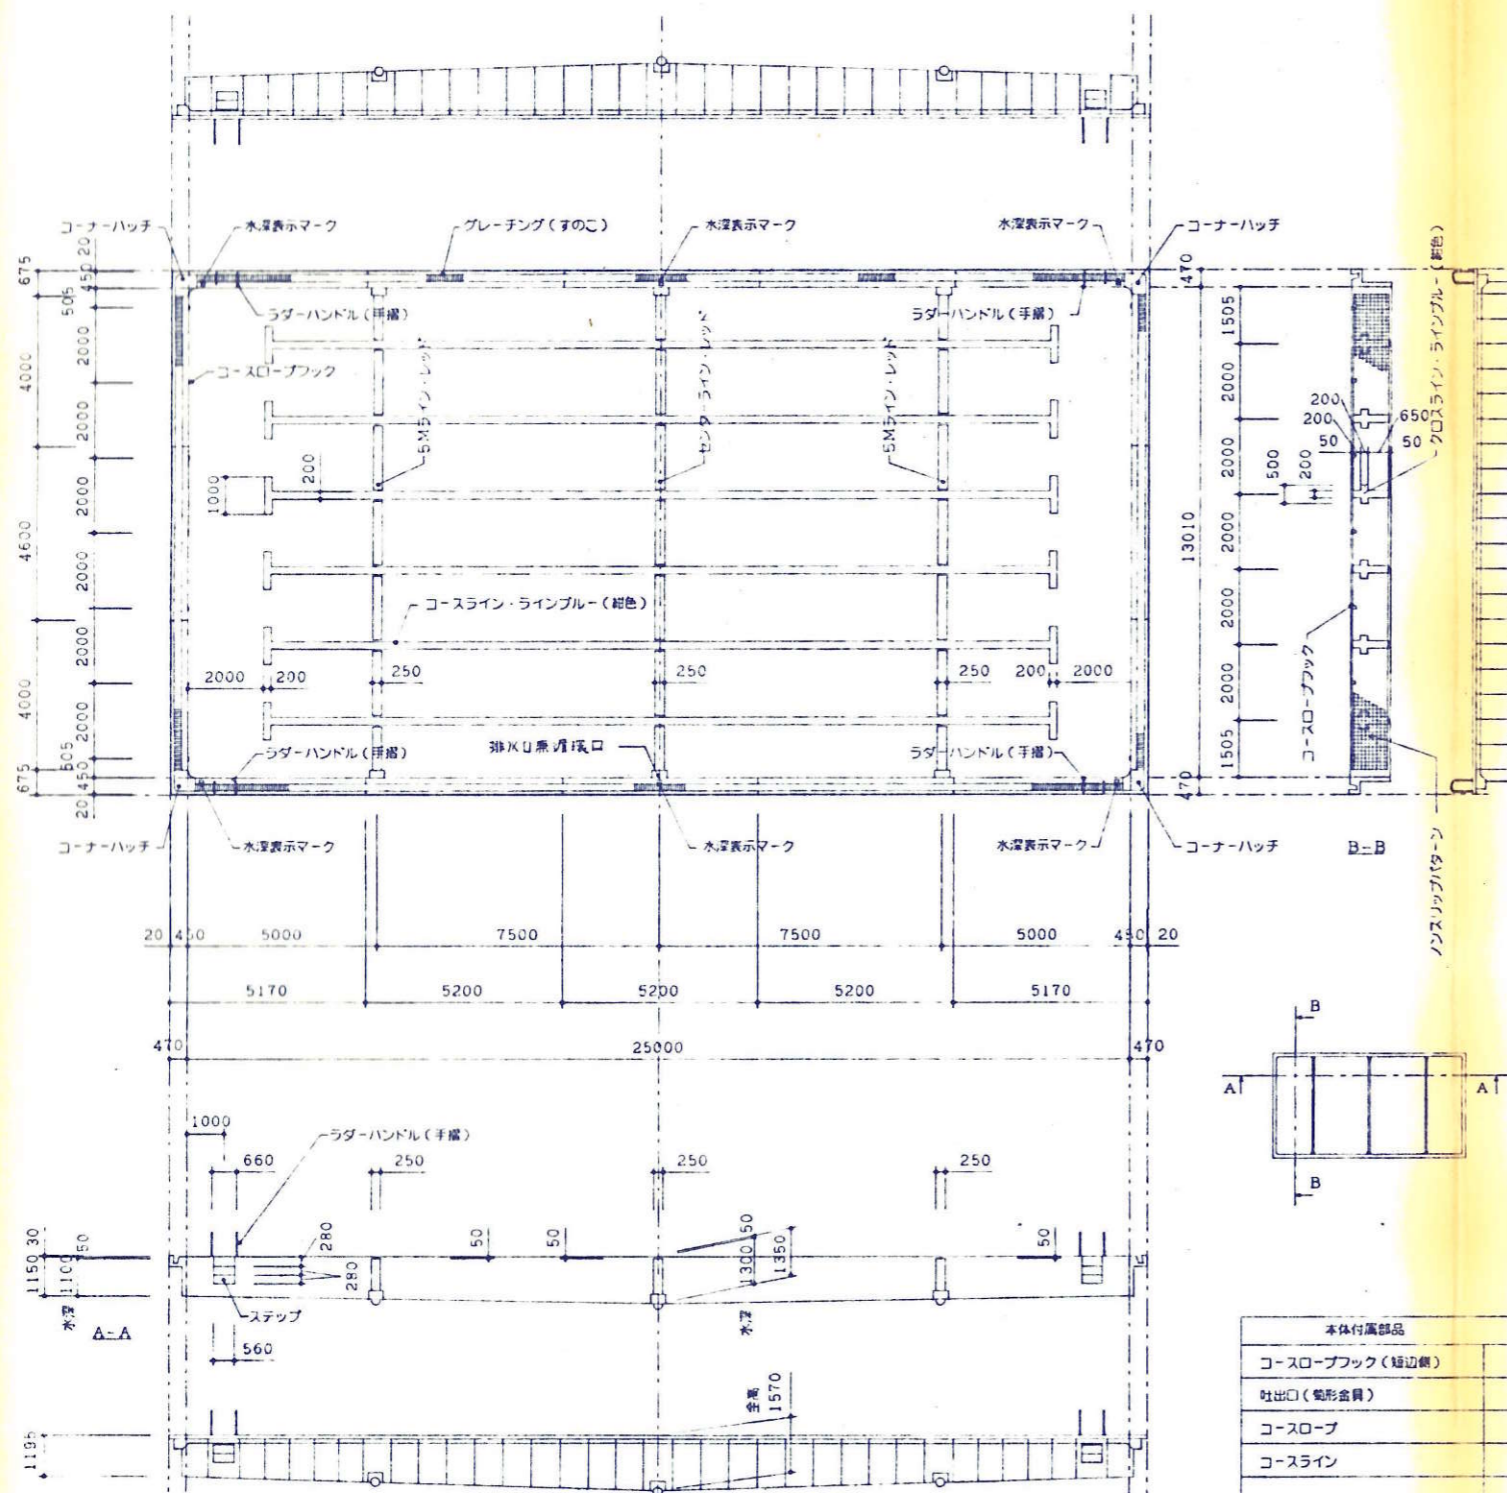 コーナーハッチ
水深表示マーク
グレーチング(すのこ)
水深表示マーク
水深表示マーク
コーナーハッチ
クロスライン・ラインブルー(紺色)
675
20
450
505
470
ラダーハンドル(手摺)
ラダーハンドル(手摺)
1505
コースロープフック
5Mライン・レッド
センターライン・レッド
5Mライン・レッド
4000
2000
2000
2000
200
200
50
650
50
1000
200
500
200
2000
2000
4600
2000
2000
13010
2000
コースライン・ラインブルー(紺色)
2000
2000
コースロープフック
2000
200
250
250
250
200
2000
4000
2000
2000
505
675
450
20
ラダーハンドル(手摺)
ラダーハンドル(手摺)
1505
470
コーナーハッチ
水深表示マーク
水深表示マーク
水深表示マーク
コーナーハッチ
B-B
ノンスリップパターン
20
450
5000
7500
7500
5000
450
20
5170
5200
5200
5200
5170
470
25000
470
B
A
A
B
1000
ラダーハンドル(手摺)
660
250
250
250
30
1150
1100
50
水深
280
280
50
50
50
1300
1350
50
水深
ステップ
A-A
560
全高
1570
1195
本体付属部品
コースロープフック(短辺側)
吐出口(菊形金具)
コースロープ
コースライン